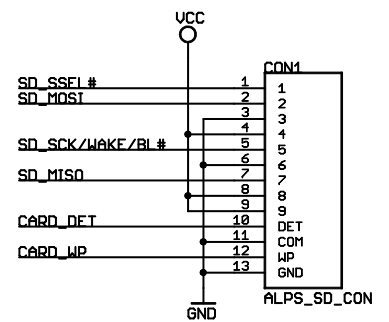 VCC
CON1
SD_SSEL# 1 1
SD_MOSI 2 2
3 3
4 4
SD_SCK/WAKE/BL# 5 5
6 6
SD_MISO 7 7
8 8
9 9
CARD_DET 10 DET
11 COM
CARD_WP 12 WP
13 GND
ALPS_SD_CON
GND